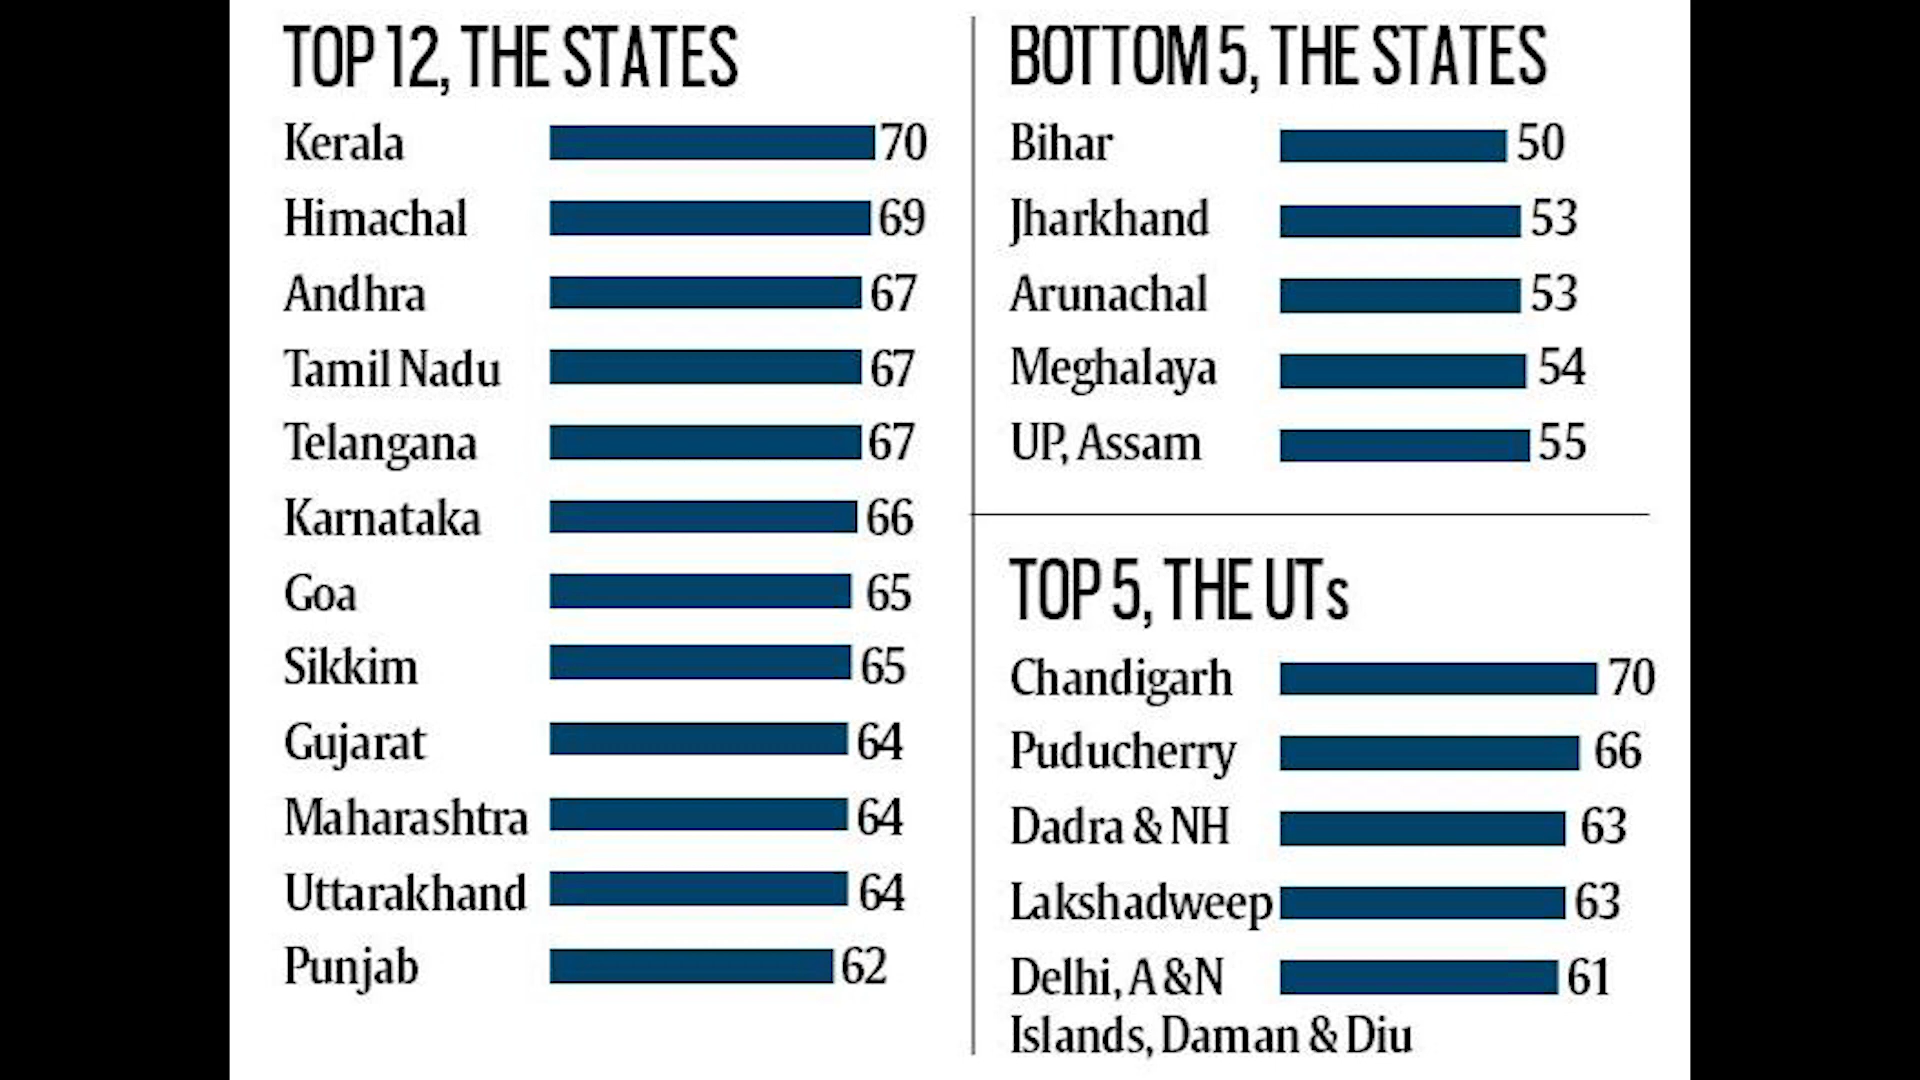 TOP 12, THE STATES
Kerala 70
Himachal 69
Andhra 67
Tamil Nadu 67
Telangana 67
Karnataka 66
Goa 65
Sikkim 65
Gujarat 64
Maharashtra 64
Uttarakhand 64
Punjab 62
BOTTOM 5, THE STATES
Bihar 50
Jharkhand 53
Arunachal 53
Meghalaya 54
UP, Assam 55
TOP 5, THE UTs
Chandigarh 70
Puducherry 66
Dadra & NH 63
Lakshadweep 63
Delhi, A &N 61
Islands, Daman & Diu